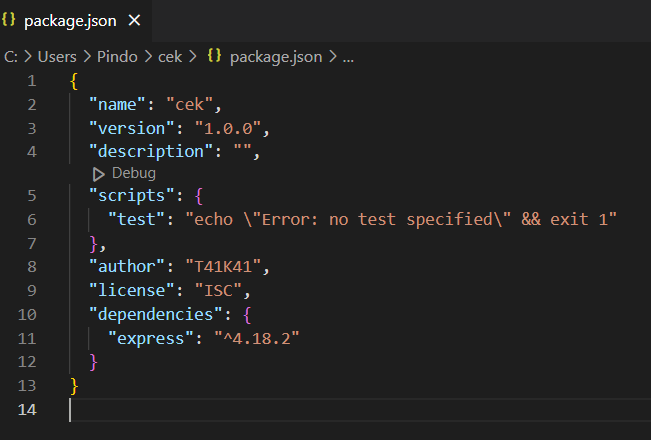 {} package.json ×
C: > Users > Pindo > cek > {} package.json > ...
1 {
2 "name": "cek",
3 "version": "1.0.0",
4 "description": "",
Debug
5 "scripts": {
6 "test": "echo \"Error: no test specified\" && exit 1"
7 },
8 "author": "T41K41",
9 "license": "ISC",
10 "dependencies": {
11 "express": "^4.18.2"
12 }
13 }
14